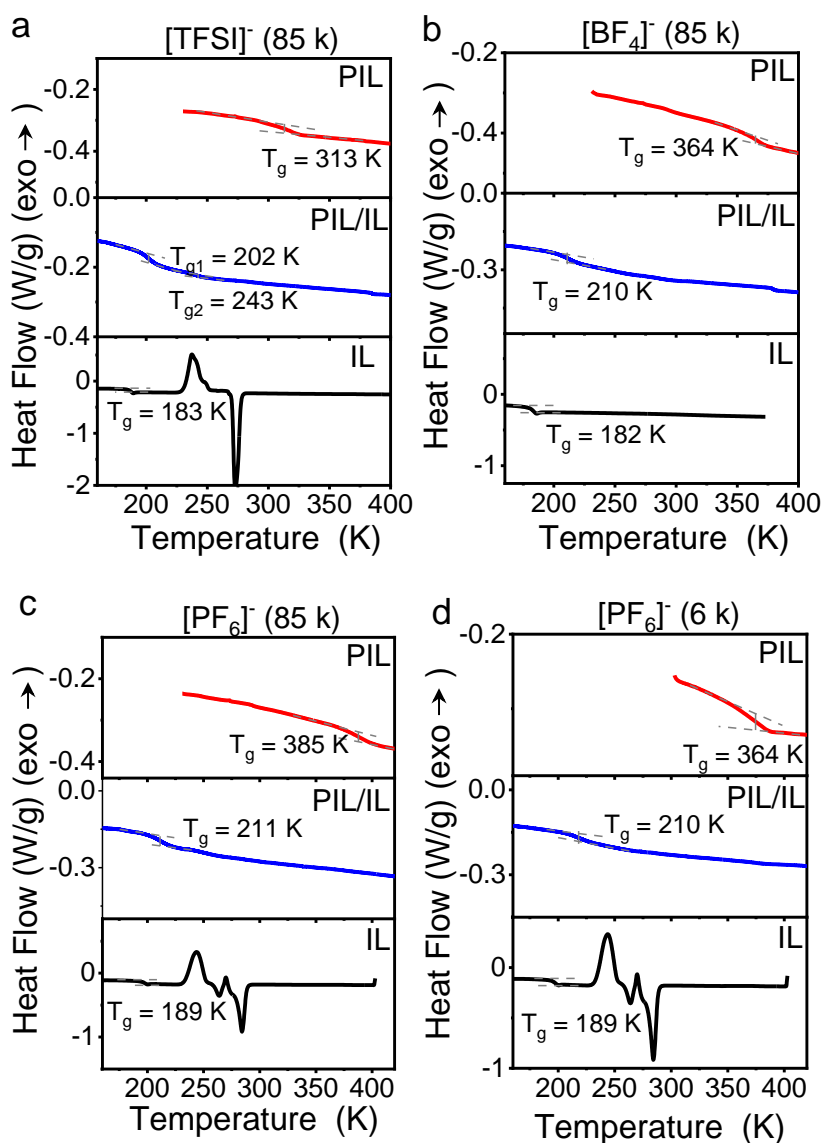 a
[TFSI]⁻ (85 k)
PIL
-0.2
-0.4
T_g = 313 K
0.0
PIL/IL
T_g1 = 202 K
-0.2
T_g2 = 243 K
-0.4
IL
0
T_g = 183 K
-1
-2
200 250 300 350 400
Temperature (K)
Heat Flow (W/g) (exo →)
b
[BF₄]⁻ (85 k)
-0.2
PIL
-0.4
T_g = 364 K
0.0
PIL/IL
-0.3
T_g = 210 K
IL
0
T_g = 182 K
-1
200 250 300 350 400
Temperature (K)
Heat Flow (W/g) (exo →)
c
[PF₆]⁻ (85 k)
PIL
-0.2
T_g = 385 K
-0.4
0.0
PIL/IL
T_g = 211 K
-0.3
IL
0
T_g = 189 K
-1
200 250 300 350 400
Temperature (K)
Heat Flow (W/g) (exo →)
d
[PF₆]⁻ (6 k)
-0.2
PIL
T_g = 364 K
0.0
PIL/IL
T_g = 210 K
-0.3
IL
0
T_g = 189 K
-1
200 250 300 350 400
Temperature (K)
Heat Flow (W/g) (exo →)